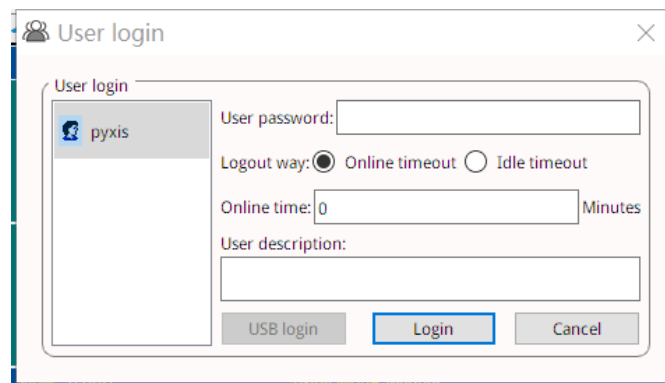 User login
User login
pyxis
User password:
Logout way: Online timeout Idle timeout
Online time: 0 Minutes
User description:
USB login Login Cancel